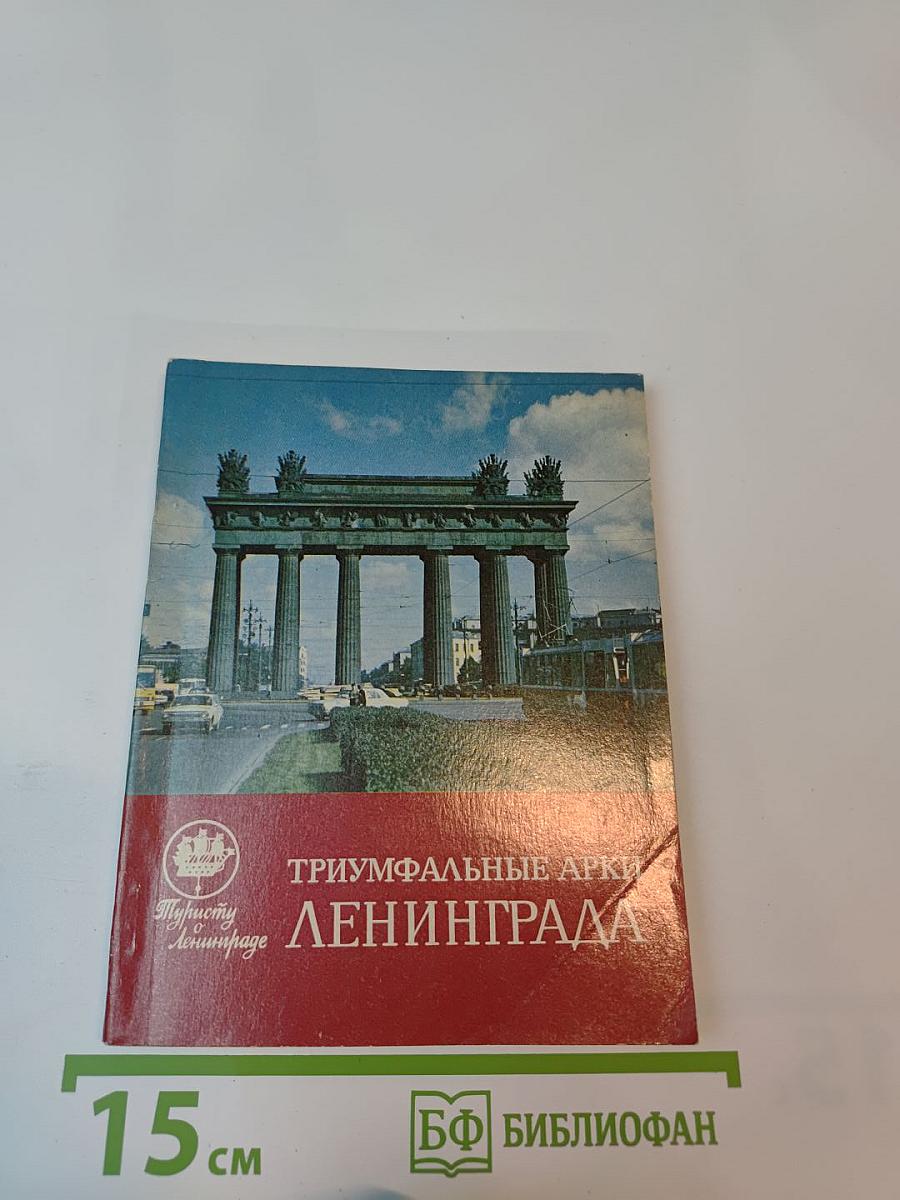 ТРИУМФАЛЬНЫЕ АРКИ
ЛЕНИНГРАДА
Туристу
о
Ленинграде
15 см
БФ БИБЛИОФАН